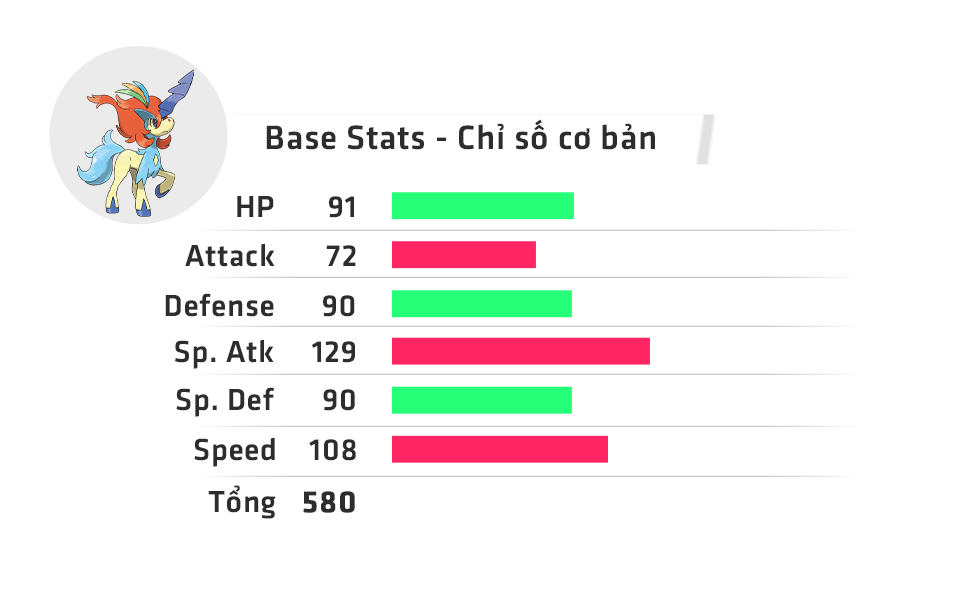 Base Stats - Chỉ số cơ bản
HP 91
Attack 72
Defense 90
Sp. Atk 129
Sp. Def 90
Speed 108
Tổng 580